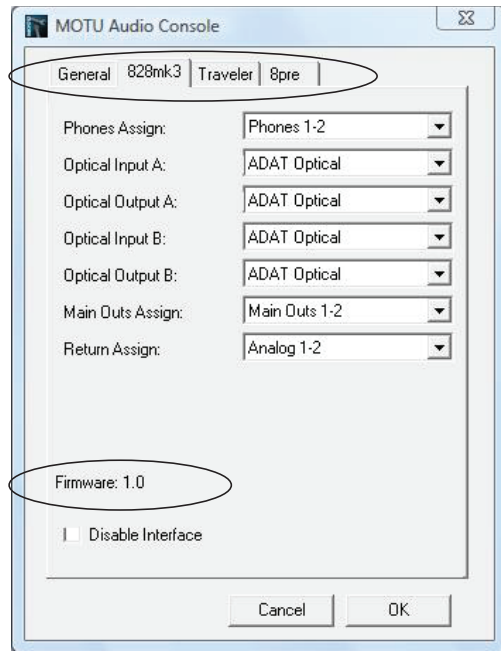 MOTU Audio Console
General 828mk3 Traveler 8pre
Phones Assign: Phones 1-2
Optical Input A: ADAT Optical
Optical Output A: ADAT Optical
Optical Input B: ADAT Optical
Optical Output B: ADAT Optical
Main Outs Assign: Main Outs 1-2
Return Assign: Analog 1-2
Firmware: 1.0
Disable Interface
Cancel OK